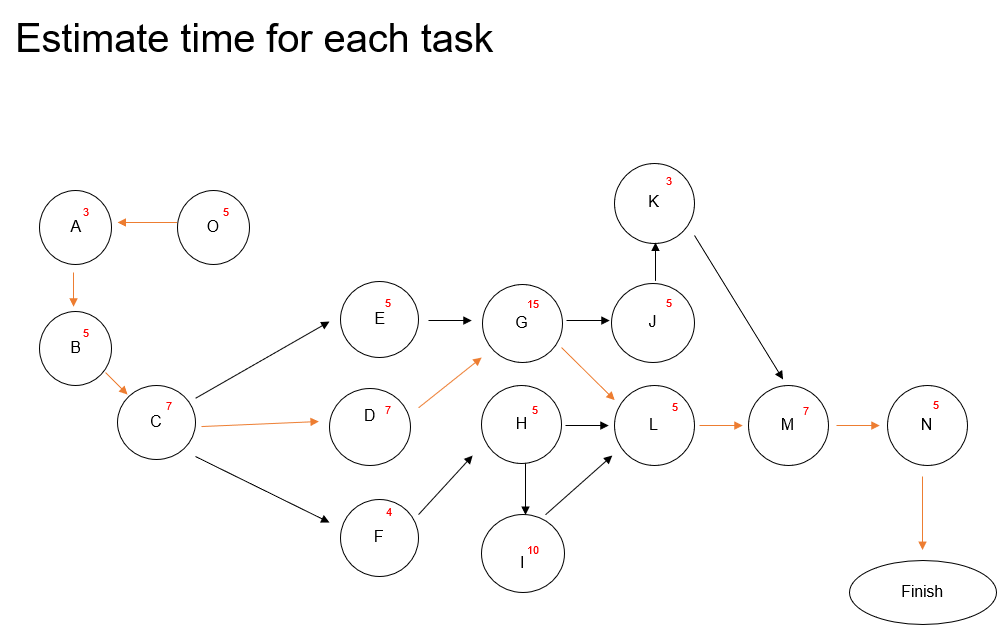 Estimate time for each task
K 3
A 3
O 5
E 5
G 15
J 5
B 5
C 7
D 7
H 5
L 5
M 7
N 5
F 4
I 10
Finish